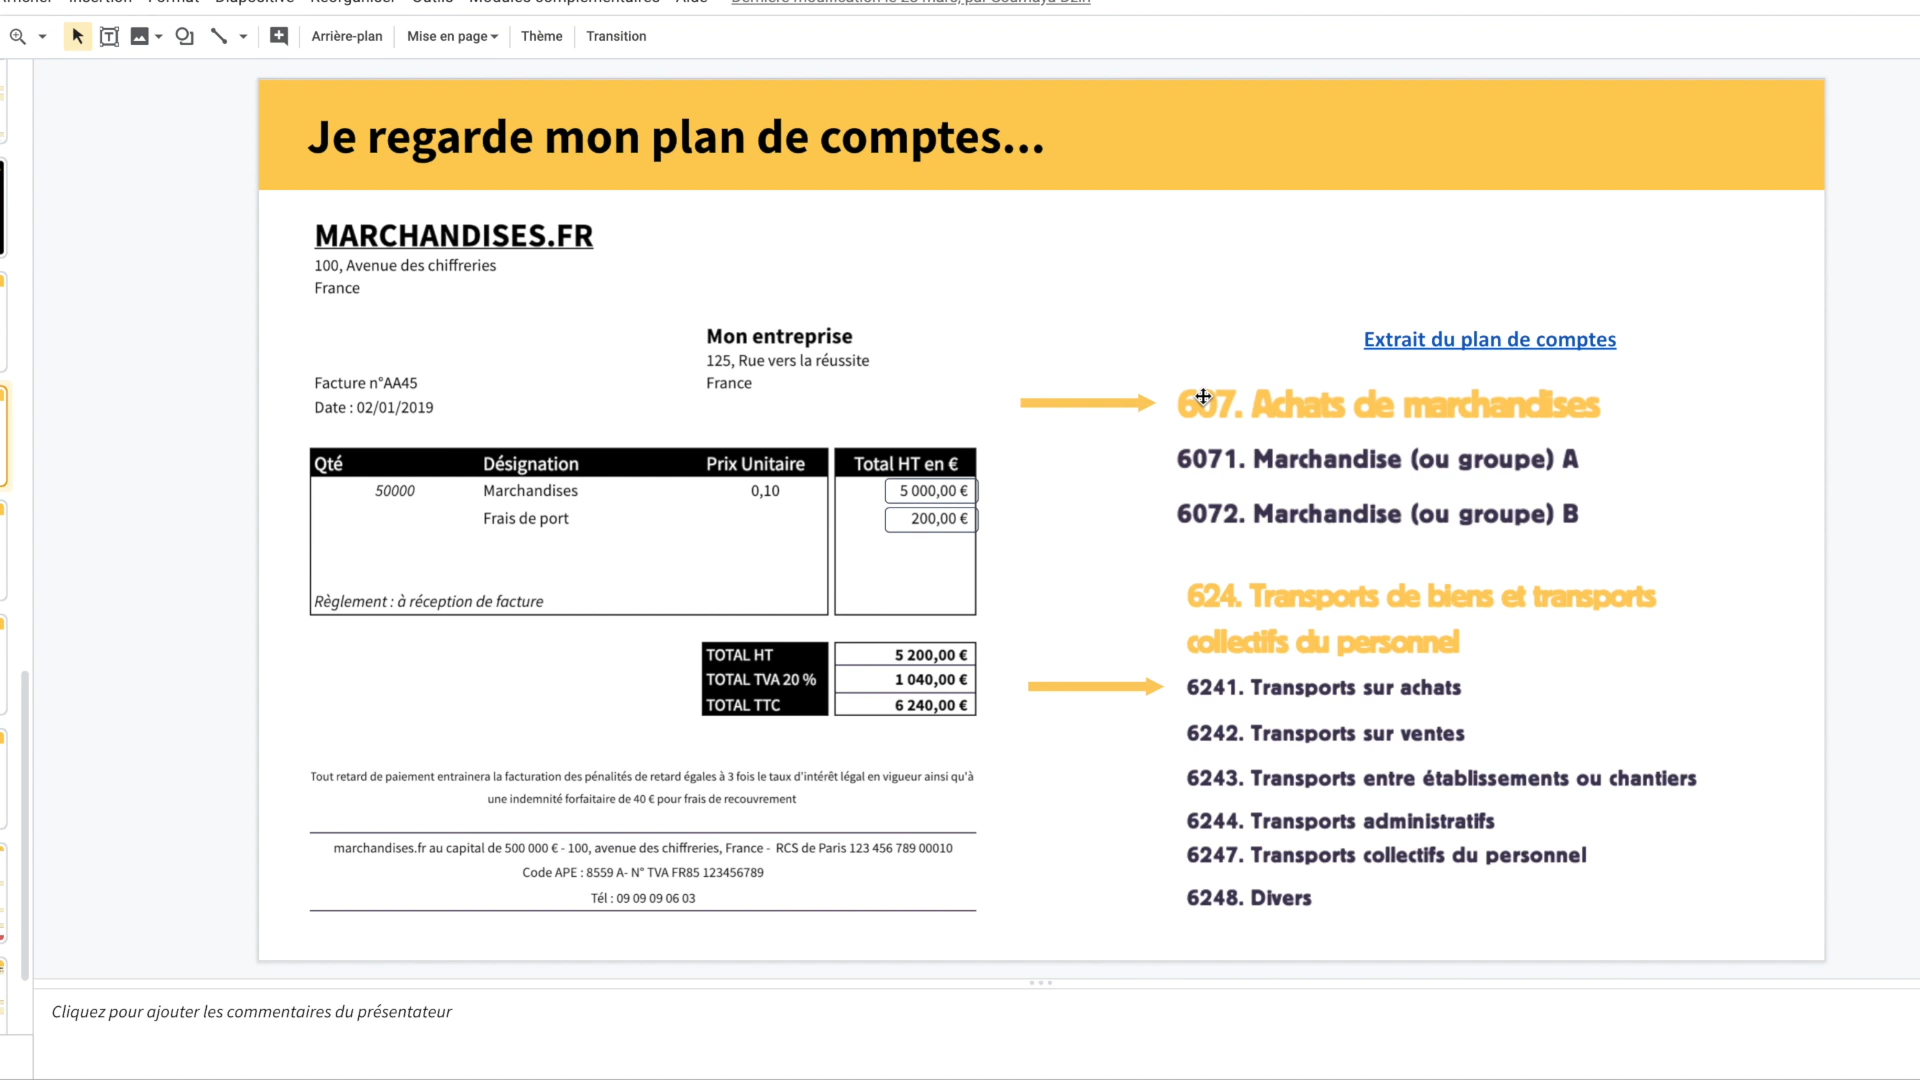 Arrière-plan
Mise en page
Thème
Transition
Je regarde mon plan de comptes...
MARCHANDISES.FR
100, Avenue des chiffreries
France
Mon entreprise
125, Rue vers la réussite
France
Facture n°AA45
Date : 02/01/2019
Qté Désignation Prix Unitaire Total HT en €
50000 Marchandises 0,10 5 000,00 €
Frais de port 200,00 €
Règlement : à réception de facture
TOTAL HT 5 200,00 €
TOTAL TVA 20 % 1 040,00 €
TOTAL TTC 6 240,00 €
Tout retard de paiement entrainera la facturation des pénalités de retard égales à 3 fois le taux d'intérêt légal en vigueur ainsi qu'à
une indemnité forfaitaire de 40 € pour frais de recouvrement
marchandises.fr au capital de 500 000 € - 100, avenue des chiffreries, France - RCS de Paris 123 456 789 00010
Code APE : 8559 A- N° TVA FR85 123456789
Tél : 09 09 09 06 03
Extrait du plan de comptes
607. Achats de marchandises
6071. Marchandise (ou groupe) A
6072. Marchandise (ou groupe) B
624. Transports de biens et transports
collectifs du personnel
6241. Transports sur achats
6242. Transports sur ventes
6243. Transports entre établissements ou chantiers
6244. Transports administratifs
6247. Transports collectifs du personnel
6248. Divers
Cliquez pour ajouter les commentaires du présentateur